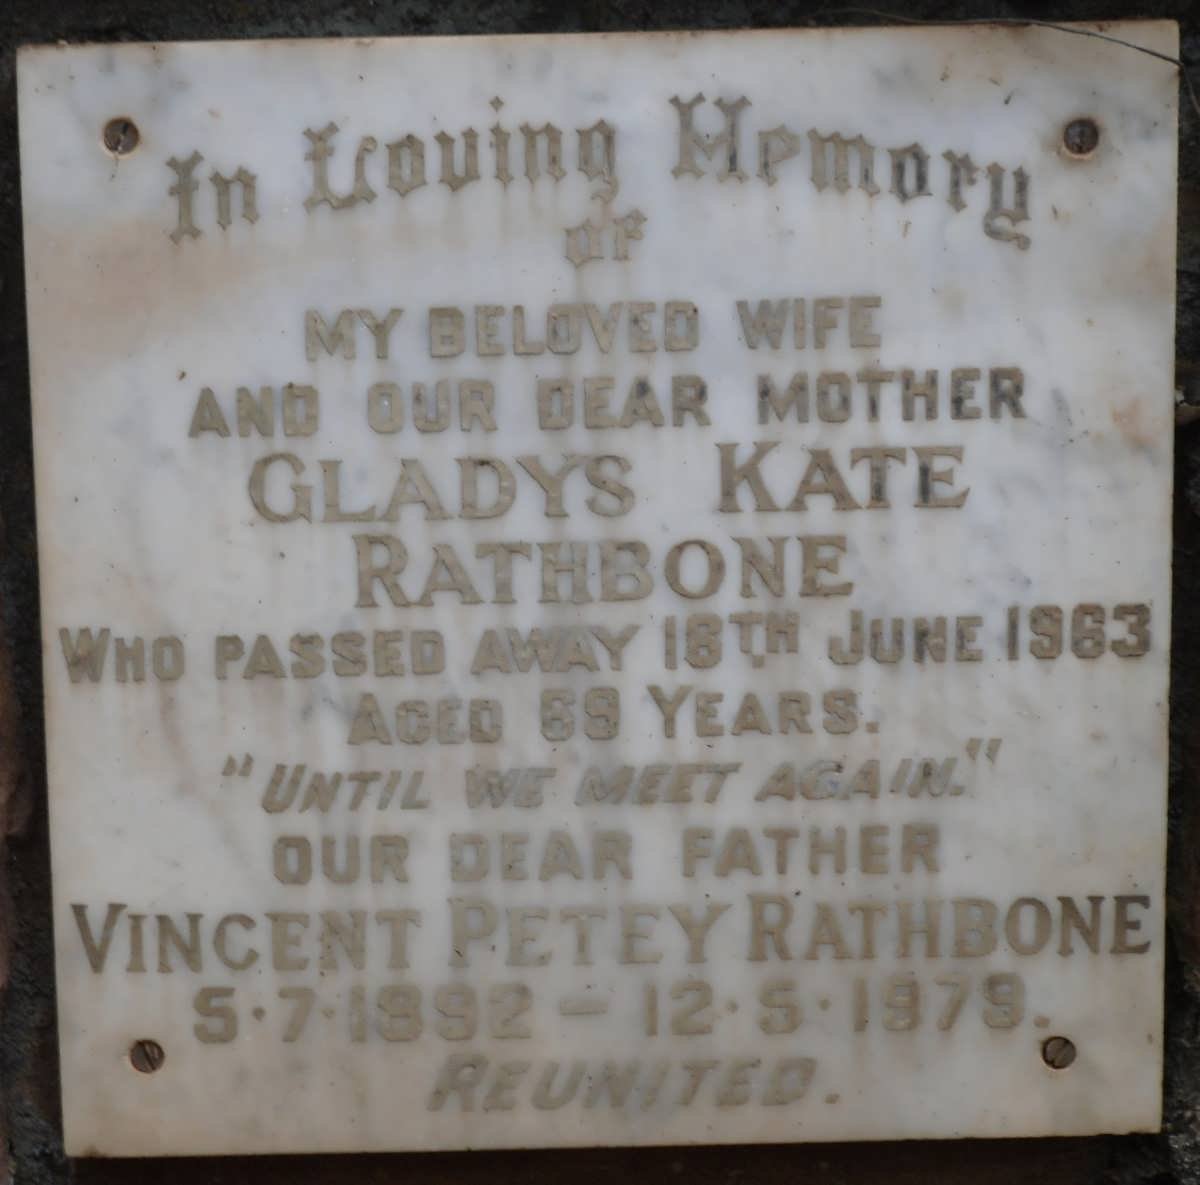 In Loving Memory
of
MY BELOVED WIFE
AND OUR DEAR MOTHER
GLADYS KATE
RATHBONE
WHO PASSED AWAY 18TH JUNE 1963
AGED 69 YEARS.
"UNTIL WE MEET AGAIN."
OUR DEAR FATHER
VINCENT PETEY RATHBONE
5·7·1892 – 12·5·1979.
REUNITED.